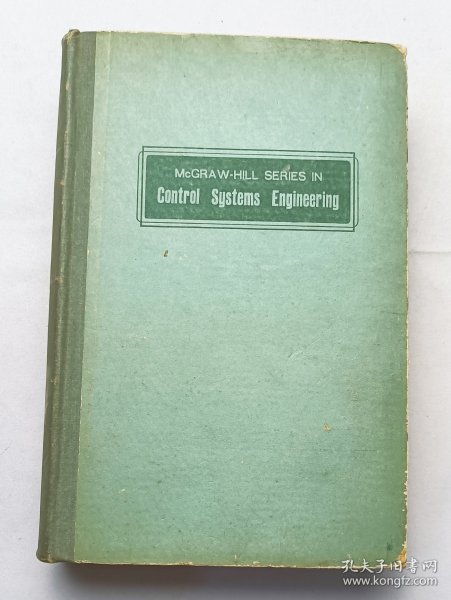 McGRAW-HILL SERIES IN
Control Systems Engineering
孔夫子旧书网
www.kongfz.com